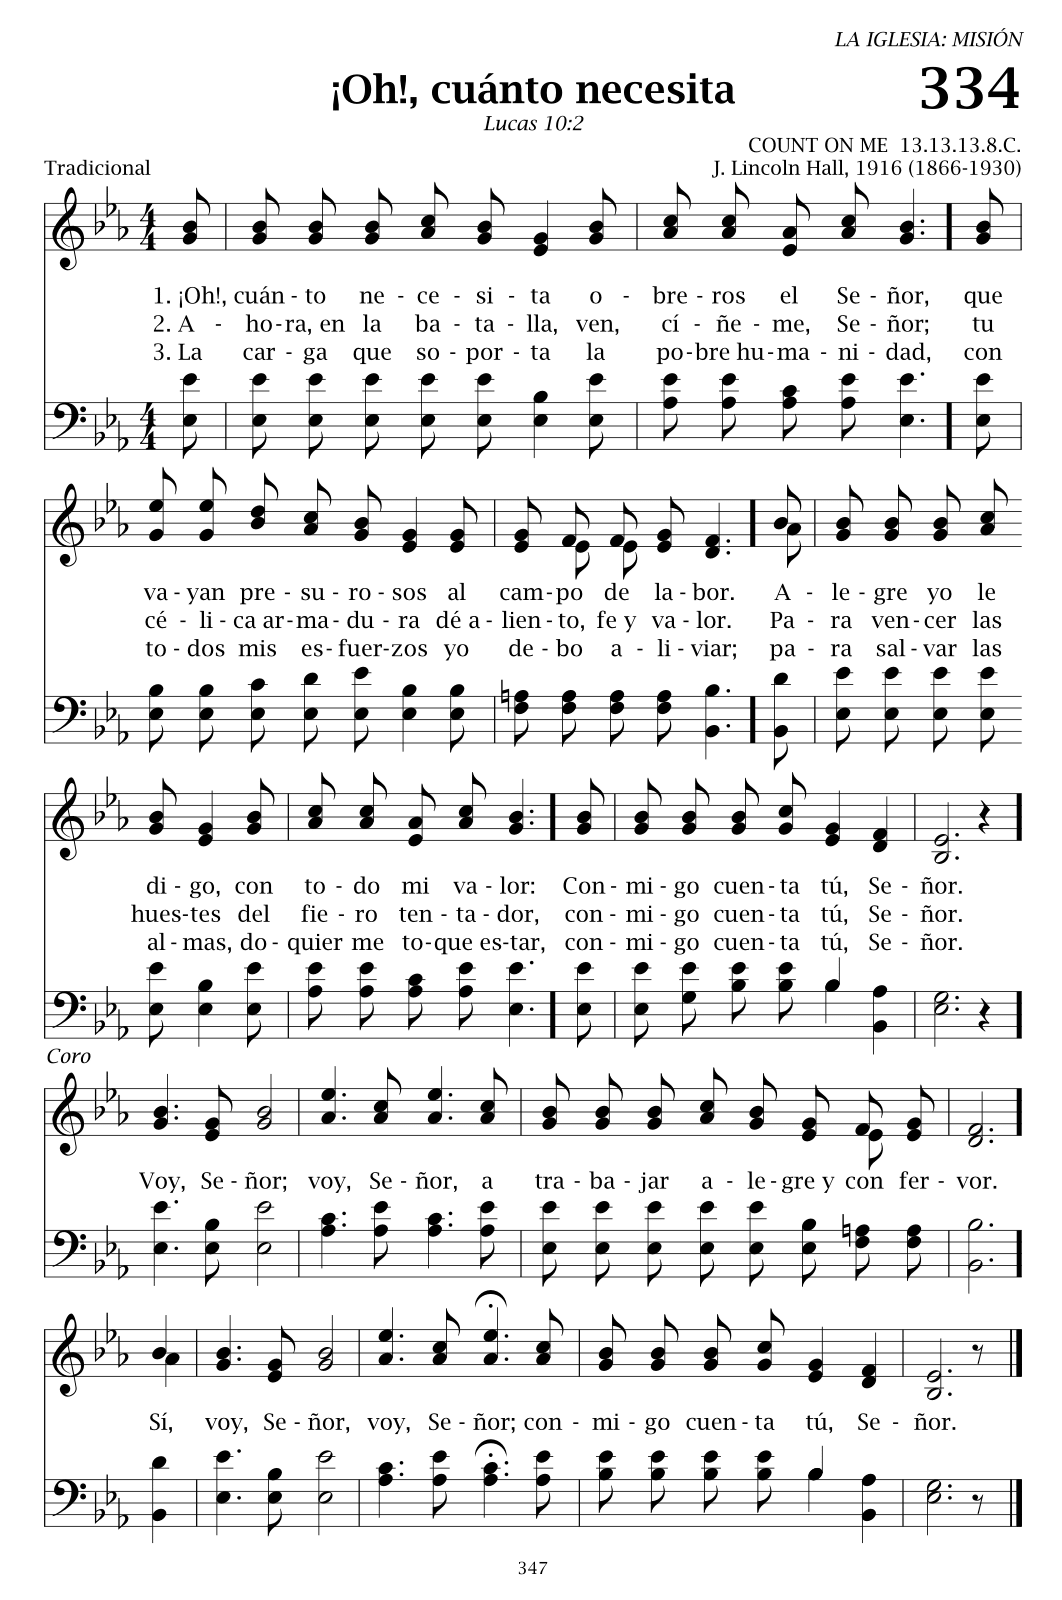 LA IGLESIA: MISIÓN
334
¡Oh!, cuánto necesita
Lucas 10:2
COUNT ON ME 13.13.13.8.C.
Tradicional
J. Lincoln Hall, 1916 (1866-1930)
1. ¡Oh!, cuán - to ne - ce - si - ta o - bre - ros el Se - ñor, que
2. A - ho - ra, en la ba - ta - lla, ven, cí - ñe - me, Se - ñor; tu
3. La car - ga que so - por - ta la po - bre hu - ma - ni - dad, con
va - yan pre - su - ro - sos al cam - po de la - bor. A - le - gre yo le
cé - li - ca ar - ma - du - ra dé a - lien - to, fe y va - lor. Pa - ra ven - cer las
to - dos mis es - fuer - zos yo de - bo a - li - viar; pa - ra sal - var las
di - go, con to - do mi va - lor: Con - mi - go cuen - ta tú, Se - ñor.
hues - tes del fie - ro ten - ta - dor, con - mi - go cuen - ta tú, Se - ñor.
al - mas, do - quier me to - que es - tar, con - mi - go cuen - ta tú, Se - ñor.
Coro
Voy, Se - ñor; voy, Se - ñor, a tra - ba - jar a - le - gre y con fer - vor.
Sí, voy, Se - ñor, voy, Se - ñor; con - mi - go cuen - ta tú, Se - ñor.
347